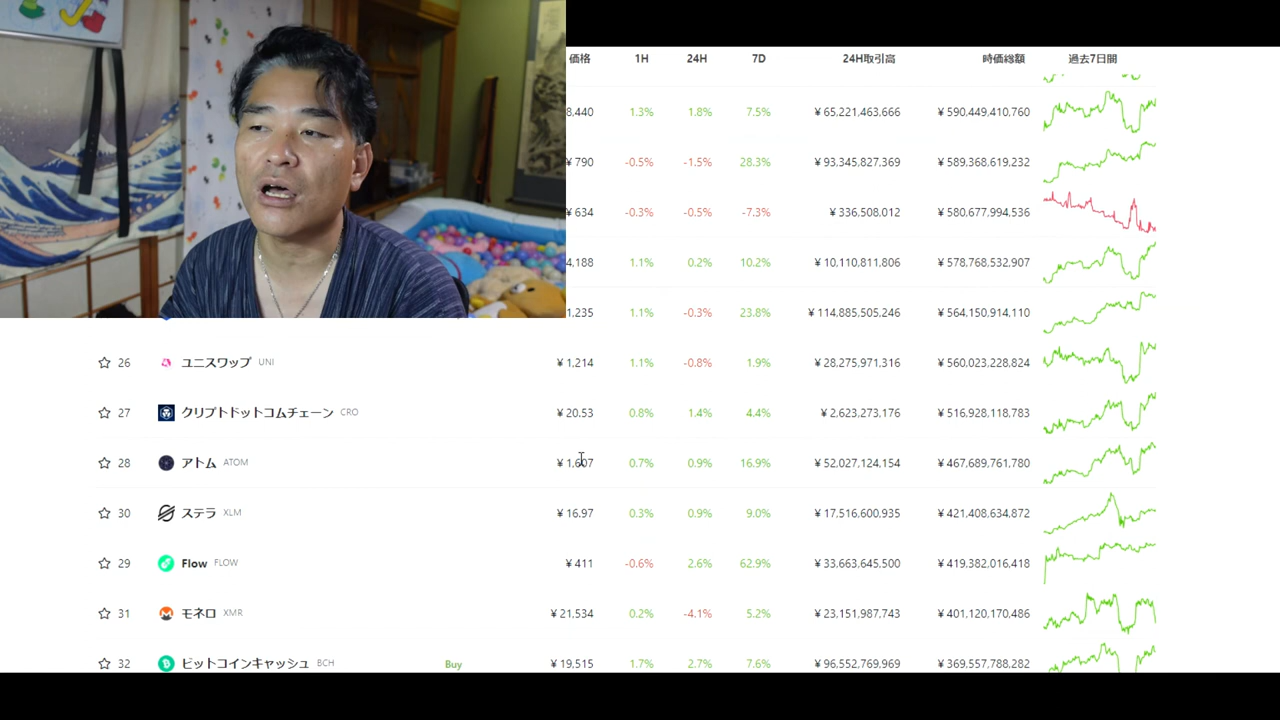 価格 1H 24H 7D 24H取引高 時価総額 過去7日間
8,440 1.3% 1.8% 7.5% ¥65,221,463,666 ¥590,449,410,760
¥790 -0.5% -1.5% 28.3% ¥93,345,827,369 ¥589,368,619,232
¥634 -0.3% -0.5% -7.3% ¥336,508,012 ¥580,677,994,536
4,188 1.1% 0.2% 10.2% ¥10,110,811,806 ¥578,768,532,907
1,235 1.1% -0.3% 23.8% ¥114,885,505,246 ¥564,150,914,110
26 ユニスワップ UNI ¥1,214 1.1% -0.8% 1.9% ¥28,275,971,316 ¥560,023,228,824
27 クリプトドットコムチェーン CRO ¥20.53 0.8% 1.4% 4.4% ¥2,623,273,176 ¥516,928,118,783
28 アトム ATOM ¥1,607 0.7% 0.9% 16.9% ¥52,027,124,154 ¥467,689,761,780
30 ステラ XLM ¥16.97 0.3% 0.9% 9.0% ¥17,516,600,935 ¥421,408,634,872
29 Flow FLOW ¥411 -0.6% 2.6% 62.9% ¥33,663,645,500 ¥419,382,016,418
31 モネロ XMR ¥21,534 0.2% -4.1% 5.2% ¥23,151,987,743 ¥401,120,170,486
32 ビットコインキャッシュ BCH Buy ¥19,515 1.7% 2.7% 7.6% ¥96,552,769,969 ¥369,557,788,282